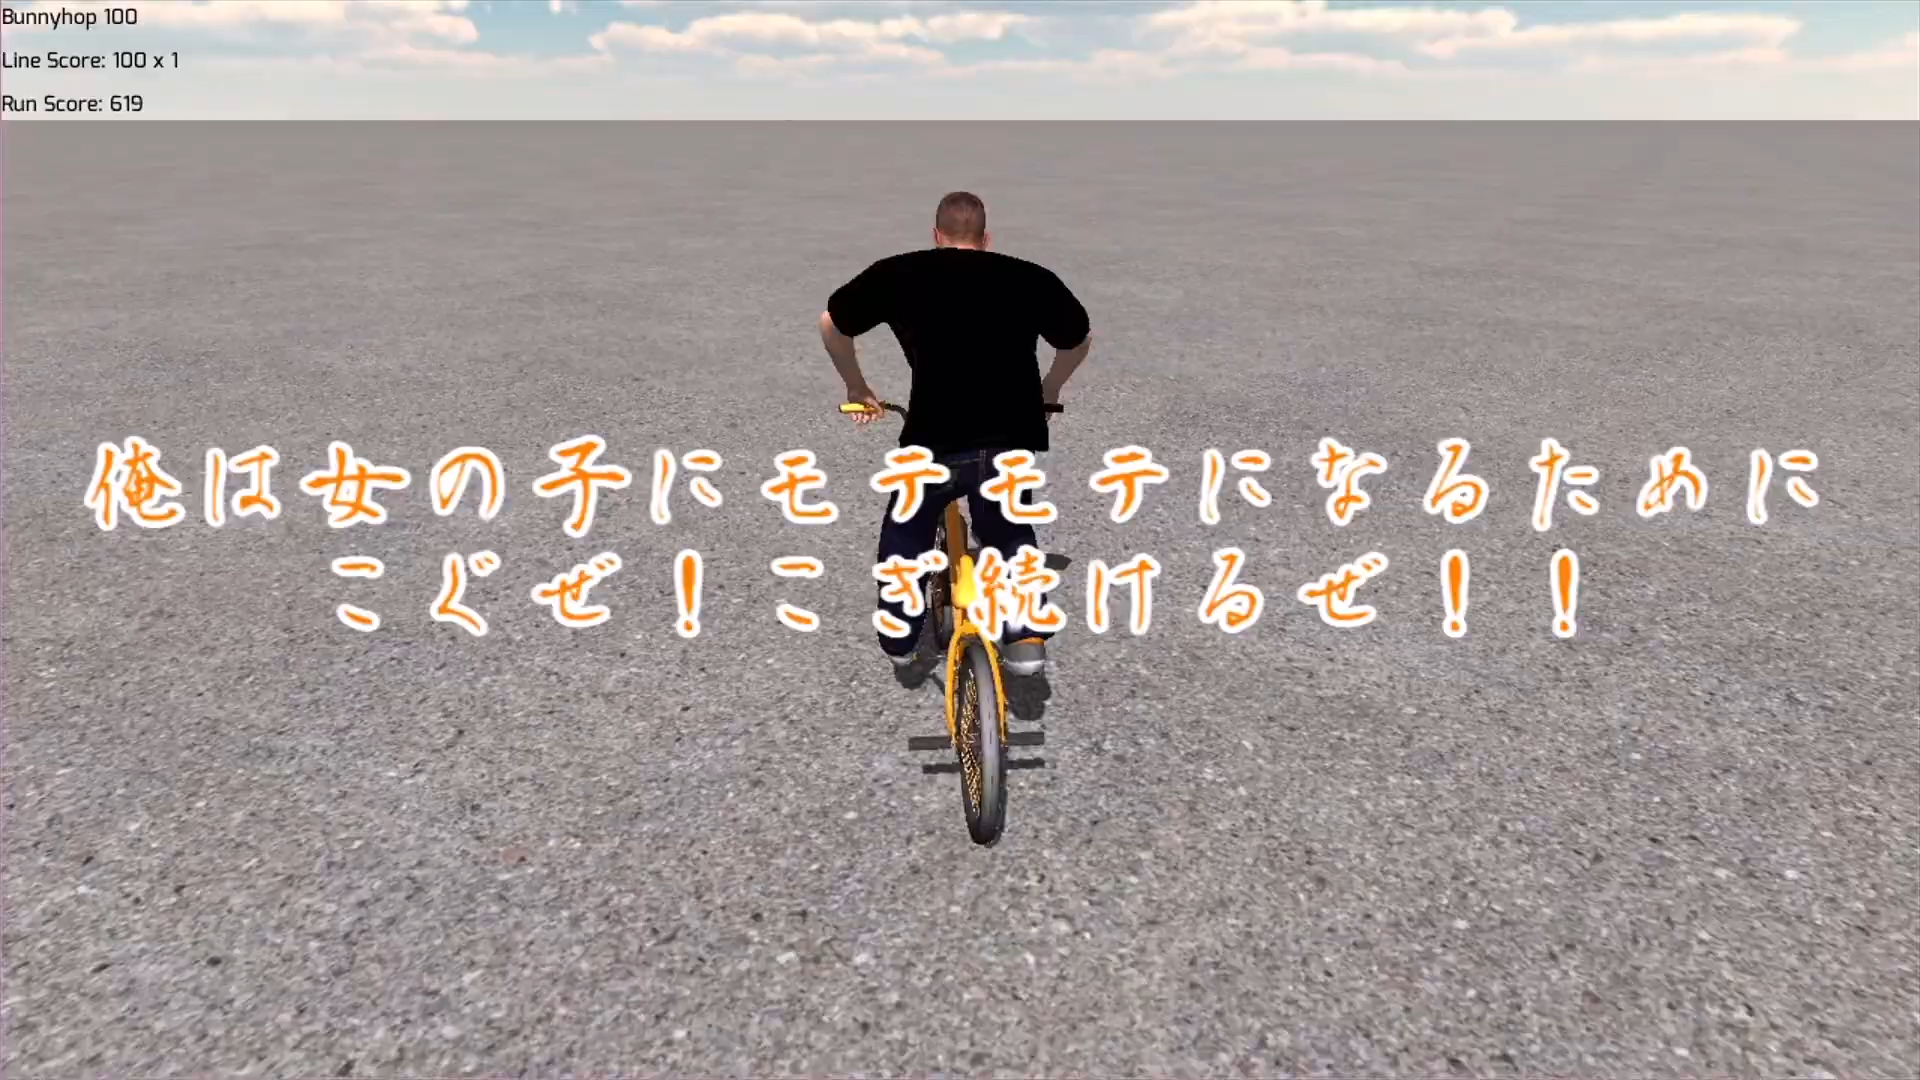 Bunnyhop 100
Line Score: 100 x 1
Run Score: 619
俺は女の子にモテモテになるために
こぐぜ！こぎ続けるぜ！！